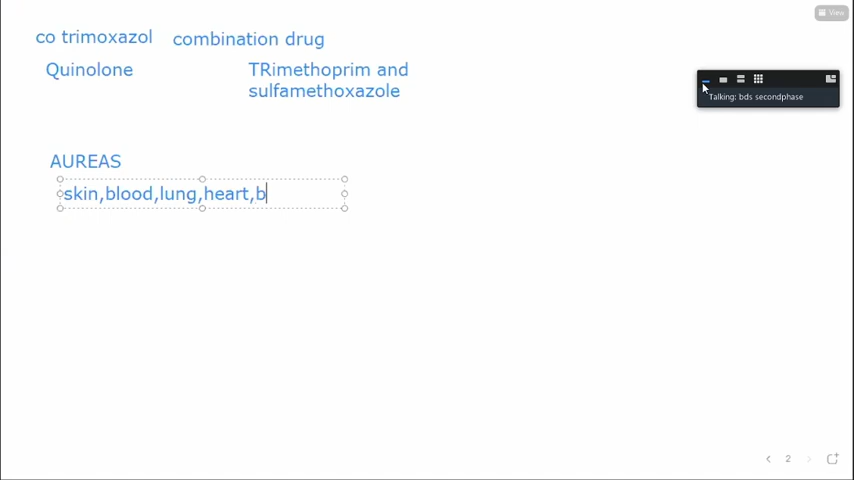 co trimoxazol combination drug
Quinolone TRimethoprim and
sulfamethoxazole
AUREAS
skin,blood,lung,heart,b
View
Talking: bds secondphase
2